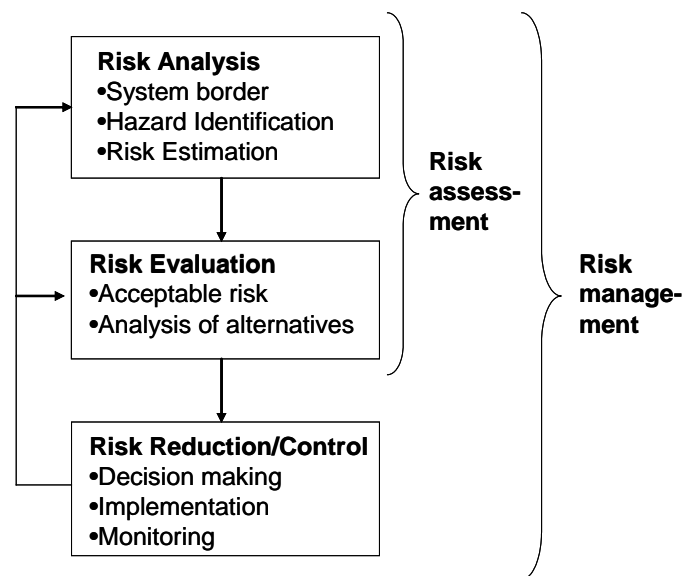 Risk Analysis
•System border
•Hazard Identification
•Risk Estimation
Risk
assess-
ment
Risk Evaluation
•Acceptable risk
•Analysis of alternatives
Risk
manage-
ment
Risk Reduction/Control
•Decision making
•Implementation
•Monitoring